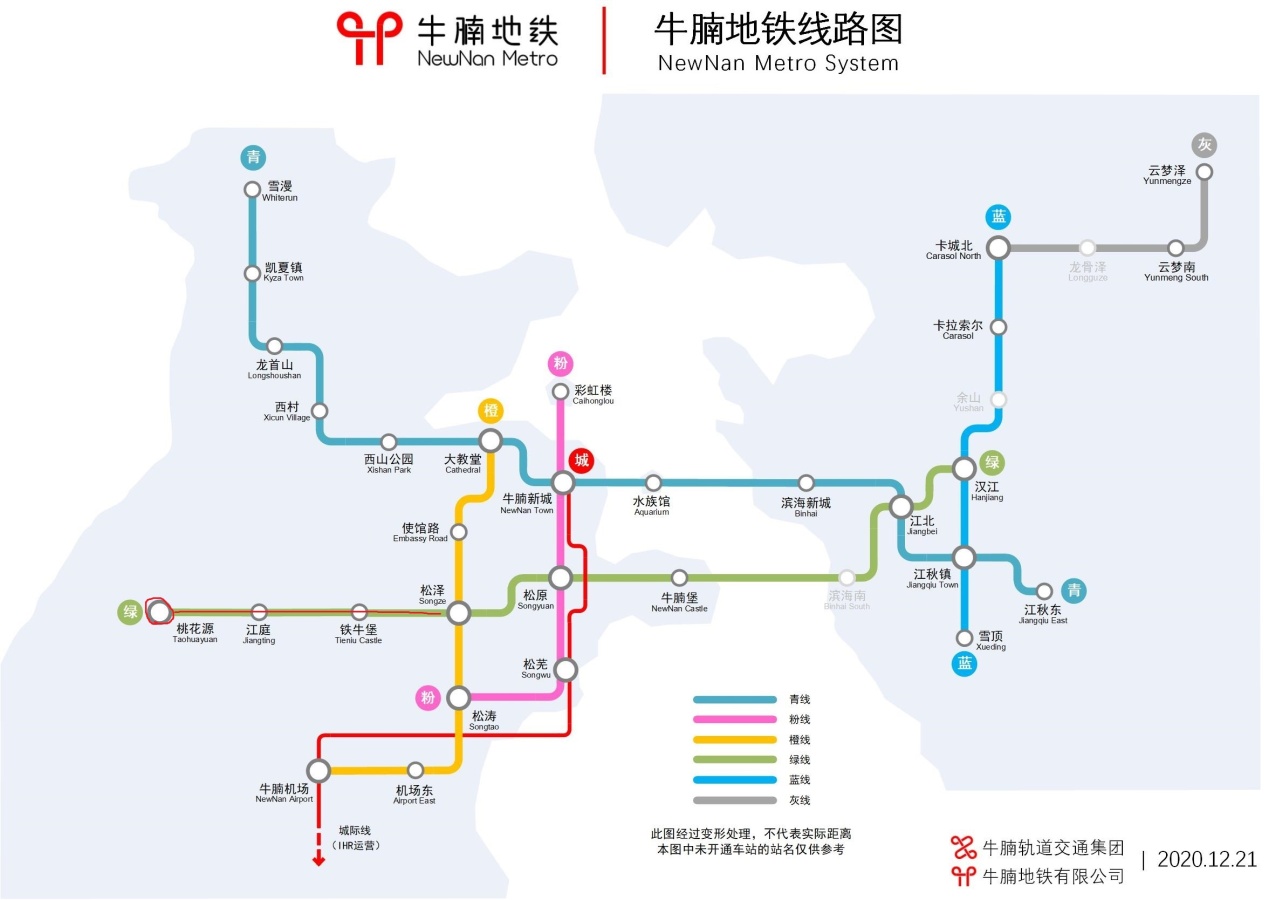 牛腩地铁
NewNan Metro
牛腩地铁线路图
NewNan Metro System
青
雪漫
Whiterun
凯夏镇
Kyza Town
龙首山
Longshoushan
西村
Xicun Village
西山公园
Xishan Park
橙
大教堂
Cathedral
粉
彩虹楼
Caihonglou
城
牛腩新城
NewNan Town
水族馆
Aquarium
滨海新城
Binhai
灰
云梦泽
Yunmengze
蓝
卡城北
Carasol North
龙骨泽
Longguze
云梦南
Yunmeng South
卡拉索尔
Carasol
余山
Yushan
绿
汉江
Hanjiang
江北
Jiangbei
江秋镇
Jiangqiu Town
江秋东
Jiangqiu East
青
雪顶
Xueding
蓝
使馆路
Embassy Road
松泽
Songze
松原
Songyuan
牛腩堡
NewNan Castle
滨海南
Binhai South
绿
桃花源
Taohuayuan
江庭
Jiangting
铁牛堡
Tieniu Castle
松芜
Songwu
粉
松涛
Songtao
牛腩机场
NewNan Airport
机场东
Airport East
城际线
（IHR运营）
青线
粉线
橙线
绿线
蓝线
灰线
此图经过变形处理，不代表实际距离
本图中未开通车站的站名仅供参考
牛腩轨道交通集团
牛腩地铁有限公司
2020.12.21